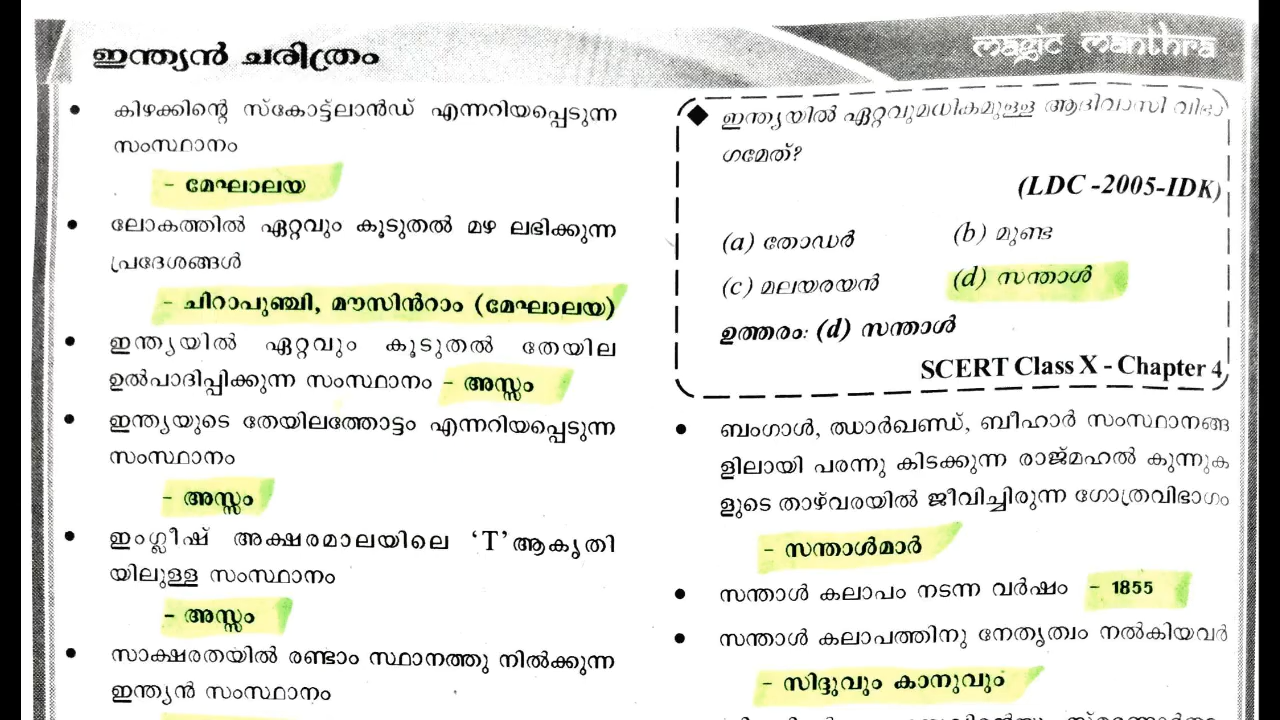 ഇന്ത്യൻ ചരിത്രം
magic manthra
• കിഴക്കിന്റെ സ്കോട്ട്ലാൻഡ് എന്നറിയപ്പെടുന്ന
സംസ്ഥാനം
- മേഘാലയ
• ലോകത്തിൽ ഏറ്റവും കൂടുതൽ മഴ ലഭിക്കുന്ന
പ്രദേശങ്ങൾ
- ചിറാപുഞ്ചി, മൗസിൻറാം (മേഘാലയ)
• ഇന്ത്യയിൽ ഏറ്റവും കൂടുതൽ തേയില
ഉൽപാദിപ്പിക്കുന്ന സംസ്ഥാനം - അസ്സം
• ഇന്ത്യയുടെ തേയിലത്തോട്ടം എന്നറിയപ്പെടുന്ന
സംസ്ഥാനം
- അസ്സം
• ഇംഗ്ലീഷ് അക്ഷരമാലയിലെ ‘T’ ആകൃതി
യിലുള്ള സംസ്ഥാനം
- അസ്സം
• സാക്ഷരതയിൽ രണ്ടാം സ്ഥാനത്തു നിൽക്കുന്ന
ഇന്ത്യൻ സംസ്ഥാനം
◆ ഇന്ത്യയിൽ ഏറ്റവുമധികമുള്ള ആദിവാസി വിഭാ
ഗമേത്?
(LDC -2005-IDK)
(a) തോഡർ (b) മുണ്ട
(c) മലയരയൻ (d) സന്താൾ
ഉത്തരം: (d) സന്താൾ
SCERT Class X - Chapter 4
• ബംഗാൾ, ഝാർഖണ്ഡ്, ബീഹാർ സംസ്ഥാനങ്ങ
ളിലായി പരന്നു കിടക്കുന്ന രാജ്മഹൽ കുന്നുക
ളുടെ താഴ്‌വരയിൽ ജീവിച്ചിരുന്ന ഗോത്രവിഭാഗം
- സന്താൾമാർ
• സന്താൾ കലാപം നടന്ന വർഷം - 1855
• സന്താൾ കലാപത്തിനു നേതൃത്വം നൽകിയവർ
- സിദ്ദുവും കാനുവും